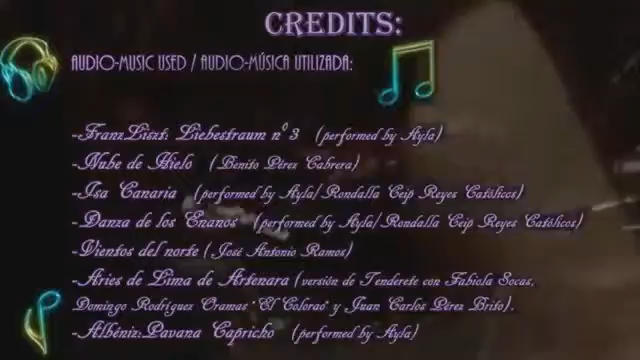 CREDITS:
AUDIO-MUSIC USED / AUDIO-MÚSICA UTILIZADA:
-Franz Liszt: Liebestraum nº 3 (performed by Ayla)
-Nube de Hielo (Benito Pérez Cabrera)
-Isa Canaria (performed by Ayla/ Rondalla Ceip Reyes Católicos)
-Danza de los Enanos (performed by Ayla/ Rondalla Ceip Reyes Católicos)
-Vientos del norte (José Antonio Ramos)
-Aries de Lima de Artenara (versión de Tenderete con Fabiola Socas,
Domingo Rodríguez Oramas "El Colorao" y Juan Carlos Pérez Brito).
-Albéniz:Pavana Capricho (performed by Ayla)